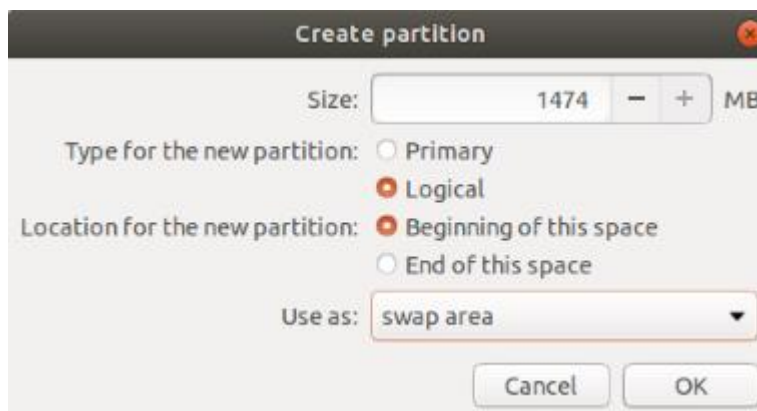 Create partition
Size: 1474 − + MB
Type for the new partition: Primary
Logical
Location for the new partition: Beginning of this space
End of this space
Use as: swap area
Cancel OK